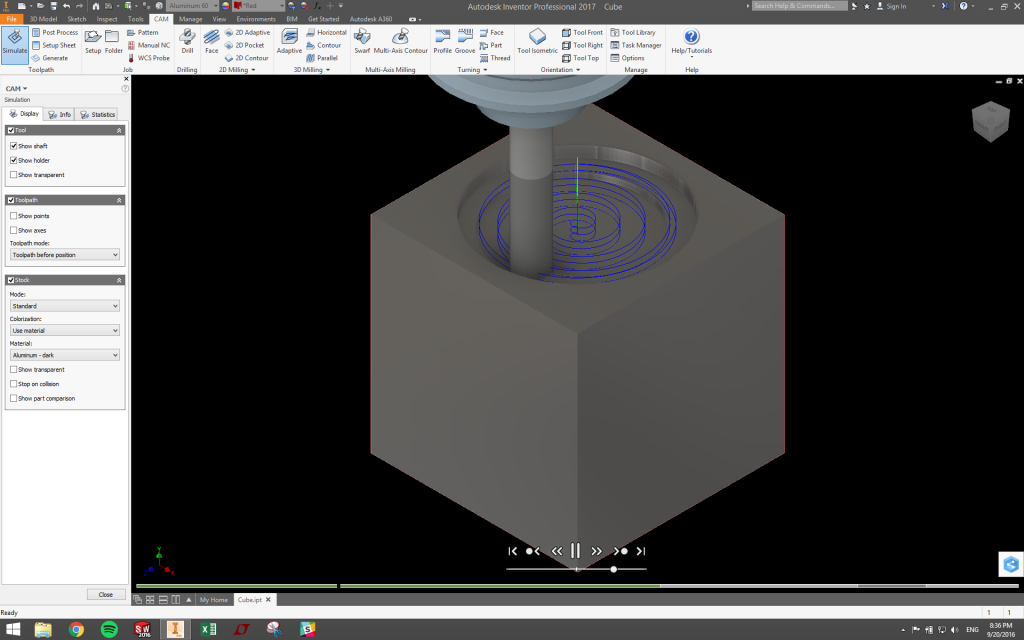 Aluminum 60
*Red
Autodesk Inventor Professional 2017 Cube
Search Help & Commands...
Sign In
File 3D Model Sketch Inspect Tools CAM Manage View Environments BIM Get Started Autodesk A360
Simulate
Post Process
Setup Sheet
Generate
Toolpath
Setup
Folder
Pattern
Manual NC
WCS Probe
Job
Drill
Drilling
Face
2D Adaptive
2D Pocket
2D Contour
2D Milling
Adaptive
Horizontal
Contour
Parallel
3D Milling
Swarf
Multi-Axis Contour
Multi-Axis Milling
Profile
Groove
Face
Part
Thread
Turning
Tool Isometric
Tool Front
Tool Right
Tool Top
Orientation
Tool Library
Task Manager
Options
Manage
Help/Tutorials
Help
CAM
Simulation
Display
Info
Statistics
Tool
Show shaft
Show holder
Show transparent
Toolpath
Show points
Show axes
Toolpath mode:
Toolpath before position
Stock
Mode:
Standard
Colorization:
Use material
Material:
Aluminum - dark
Show transparent
Stop on collision
Show part comparison
Close
Y
Z
X
My Home
Cube.ipt
Ready
1 1
SW
2016
ENG
8:36 PM
9/20/2016